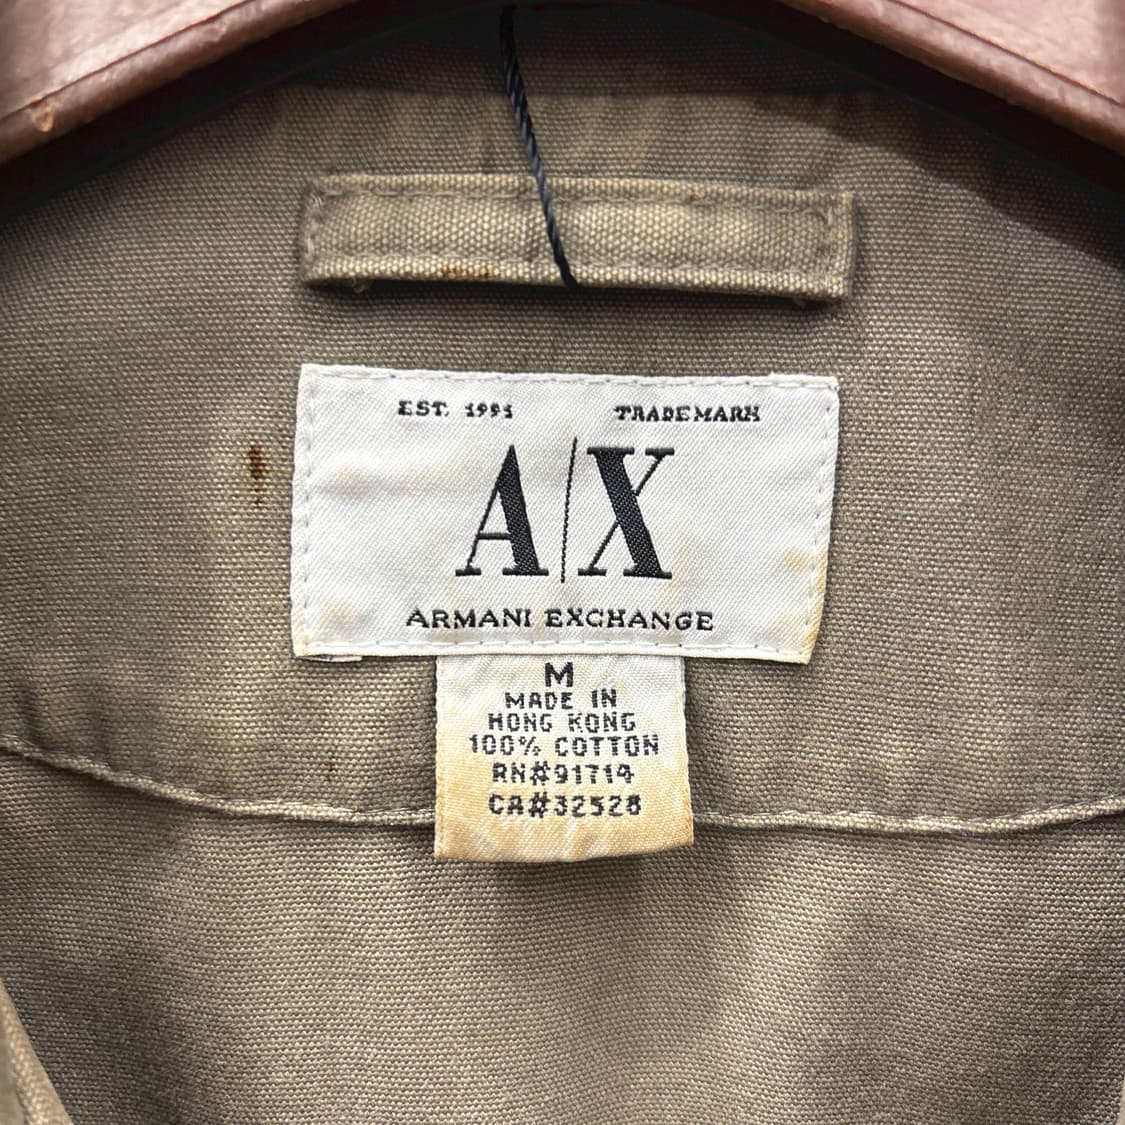 EST. 1991 TRADEMARK
A/X
ARMANI EXCHANGE
M
MADE IN
HONG KONG
100% COTTON
RN#91714
CA#32528